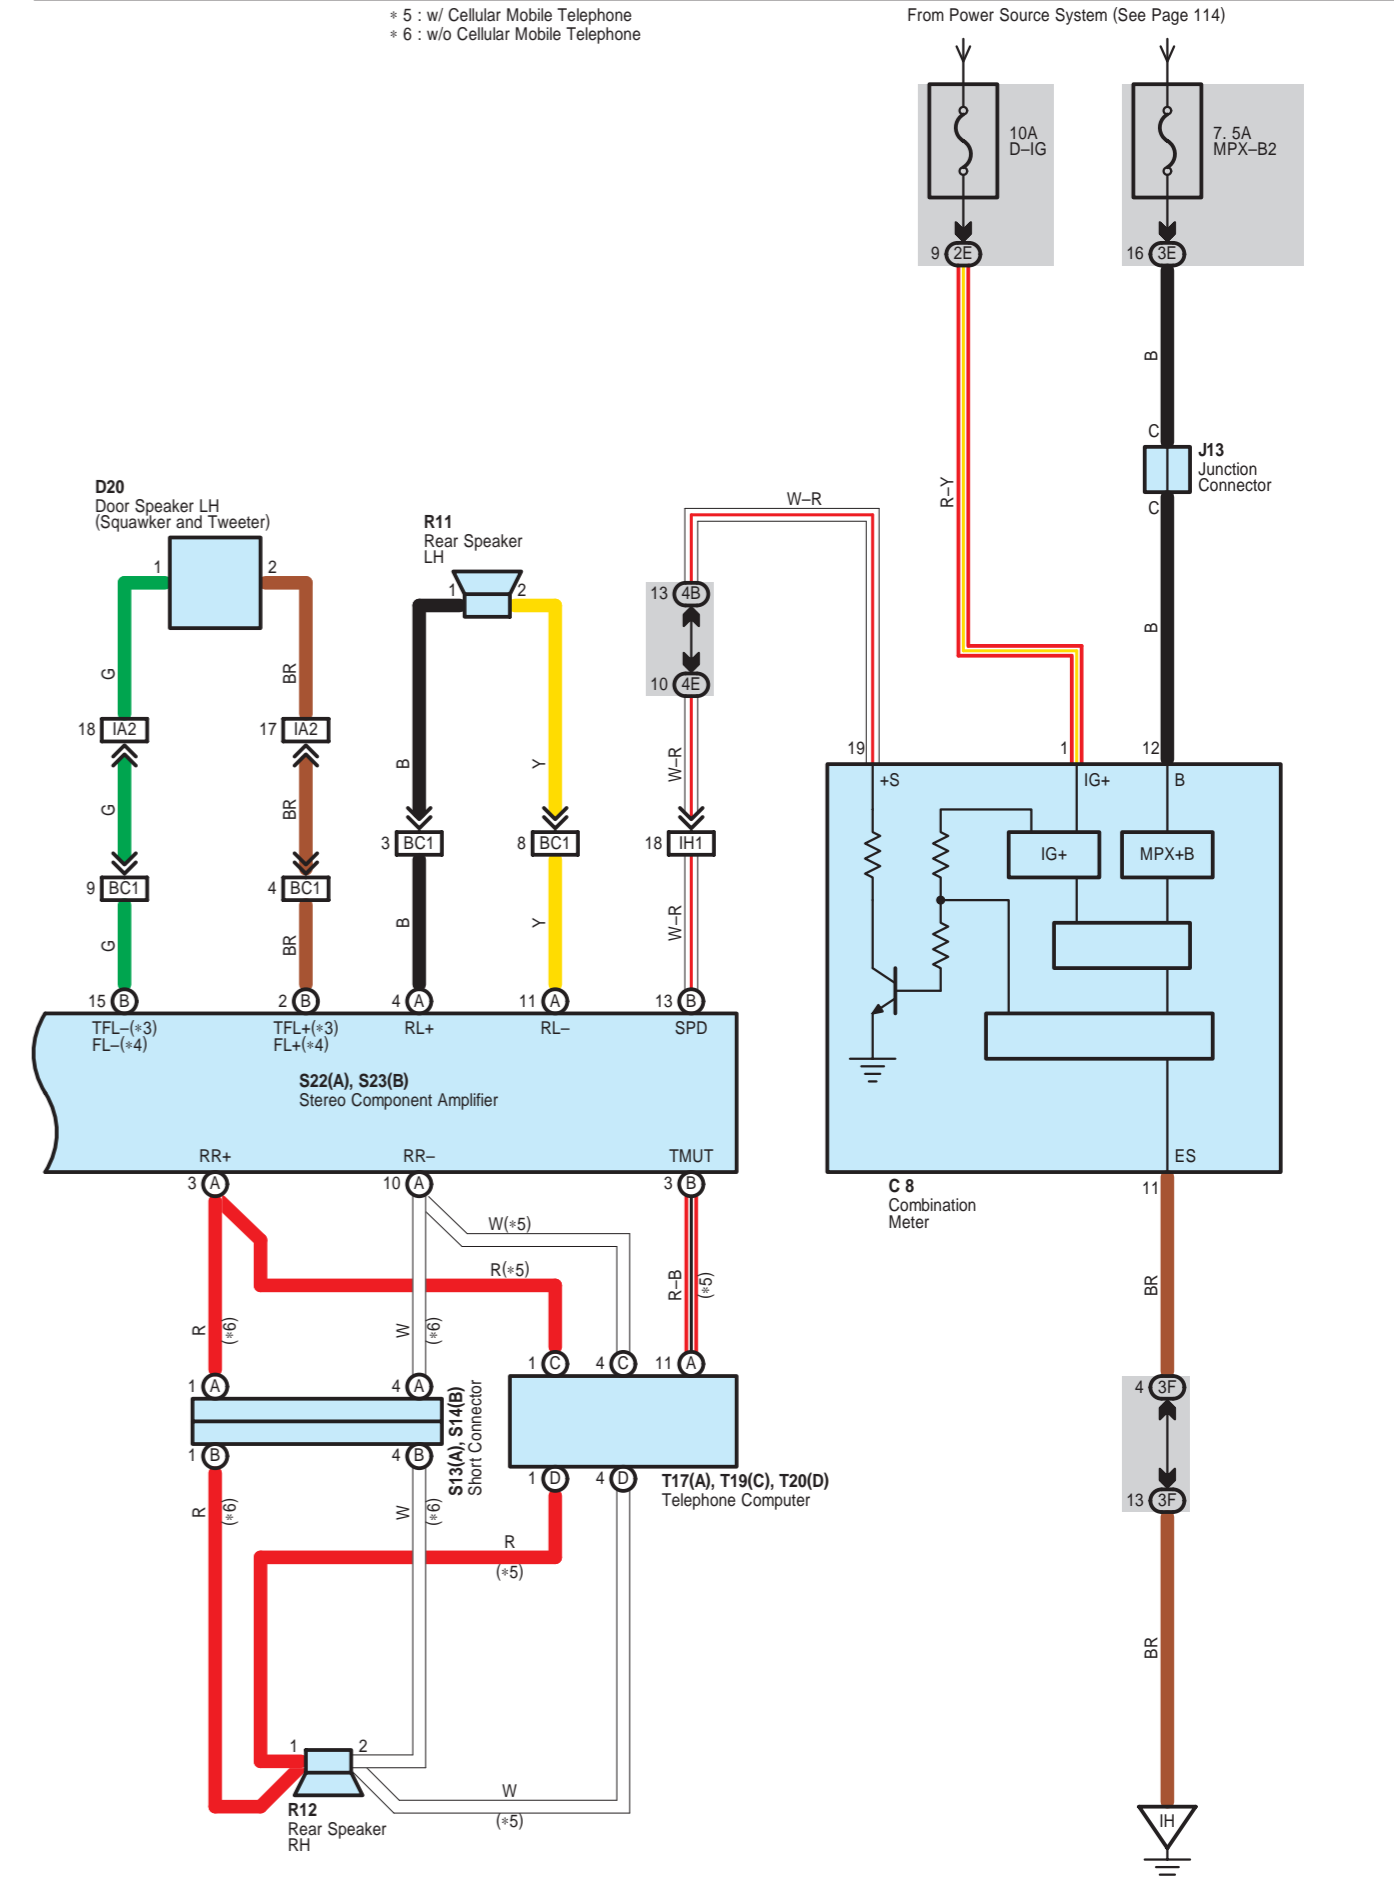 ∗ 5 : w/ Cellular Mobile Telephone
∗ 6 : w/o Cellular Mobile Telephone
From Power Source System (See Page 114)
10A
D–IG
7. 5A
MPX–B2
9 2E
16 3E
B
C
J13
Junction
Connector
C
B
R–Y
W–R
D20
Door Speaker LH
(Squawker and Tweeter)
1
2
R11
Rear Speaker
LH
1
2
13 4B
10 4E
G
BR
18 IA2
17 IA2
B
Y
W–R
G
BR
3 BC1
8 BC1
18 IH1
9 BC1
4 BC1
G
BR
B
Y
W–R
15 B
2 B
4 A
11 A
13 B
TFL–(∗3)
FL–(∗4)
TFL+(∗3)
FL+(∗4)
RL+
RL–
SPD
S22(A), S23(B)
Stereo Component Amplifier
RR+
RR–
TMUT
3 A
10 A
3 B
19
1
12
+S
IG+
B
IG+
MPX+B
ES
C 8
Combination
Meter
11
W(∗5)
R(∗5)
R–B
(∗5)
R
(∗6)
W
(∗6)
1 C
4 C
11 A
1 A
4 A
1 B
4 B
S13(A), S14(B)
Short Connector
1 D
4 D
T17(A), T19(C), T20(D)
Telephone Computer
R
(∗6)
W
(∗6)
R
(∗5)
1
2
R12
Rear Speaker
RH
W
(∗5)
BR
4 3F
13 3F
BR
IH